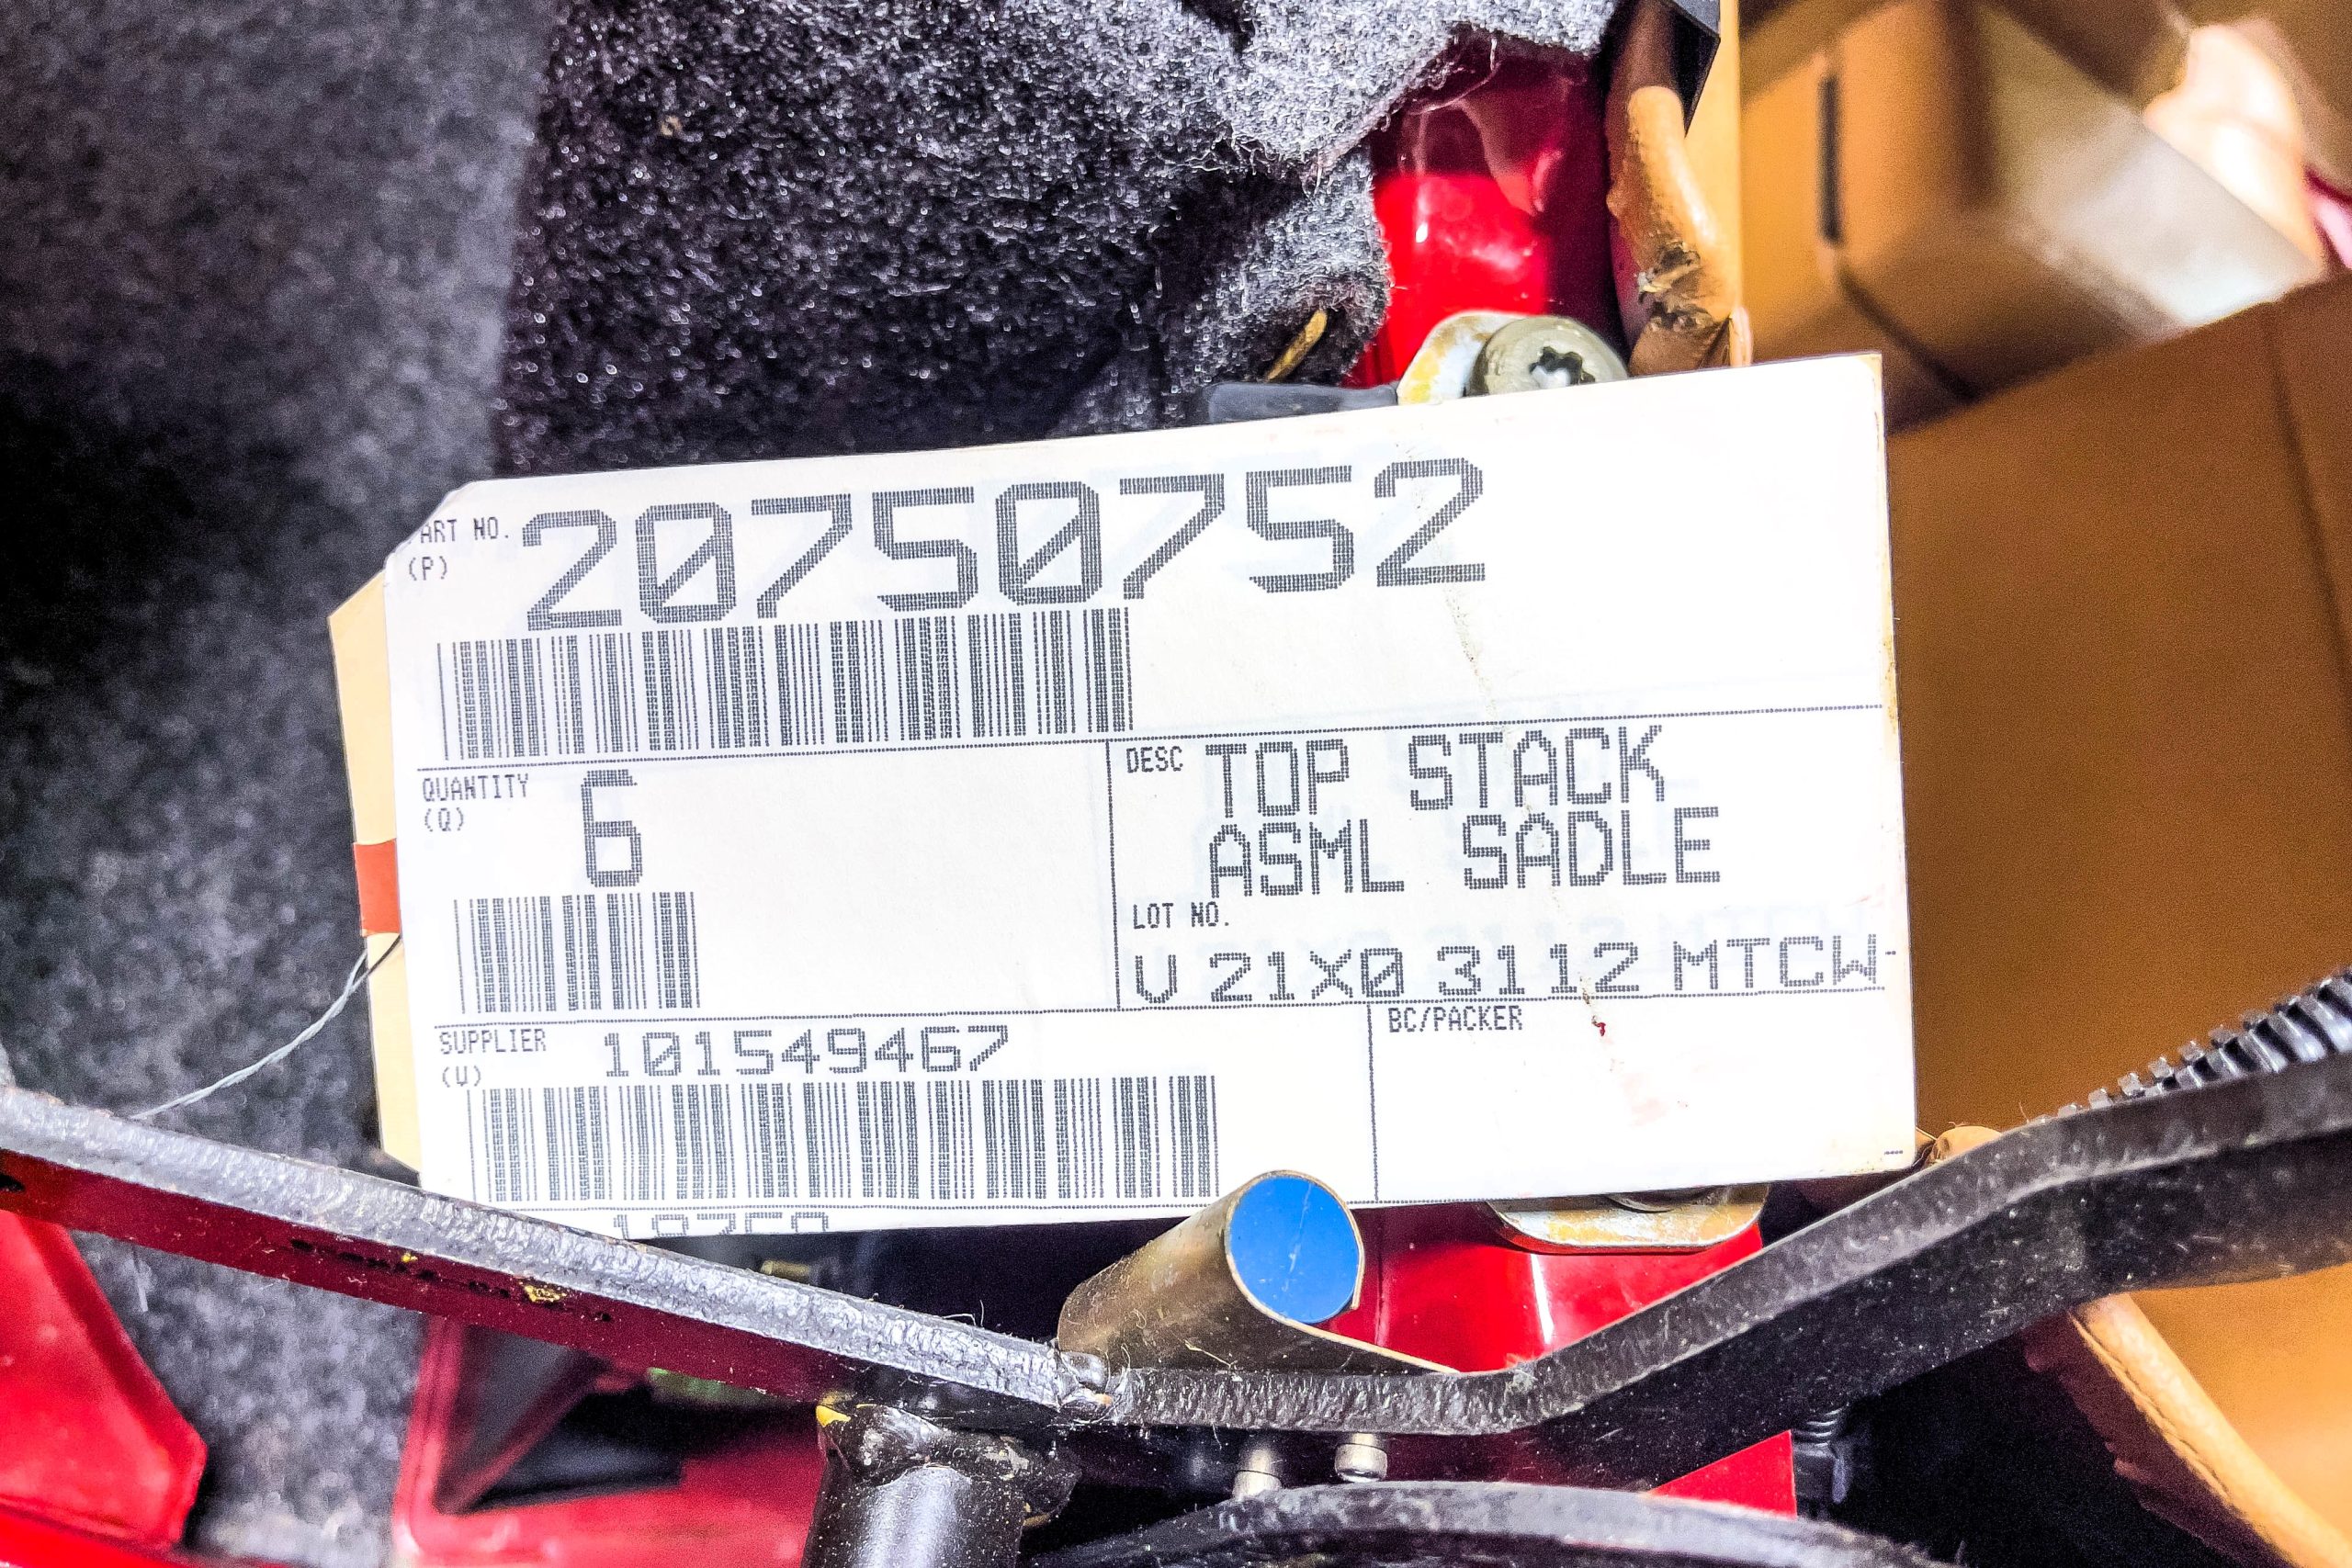 PART NO. 20750752
(P)
QUANTITY 6
(Q)
DESC TOP STACK
ASML SADLE
LOT NO.
V 21X0 3112 MTCW-
SUPPLIER 101549467
(V)
BC/PACKER